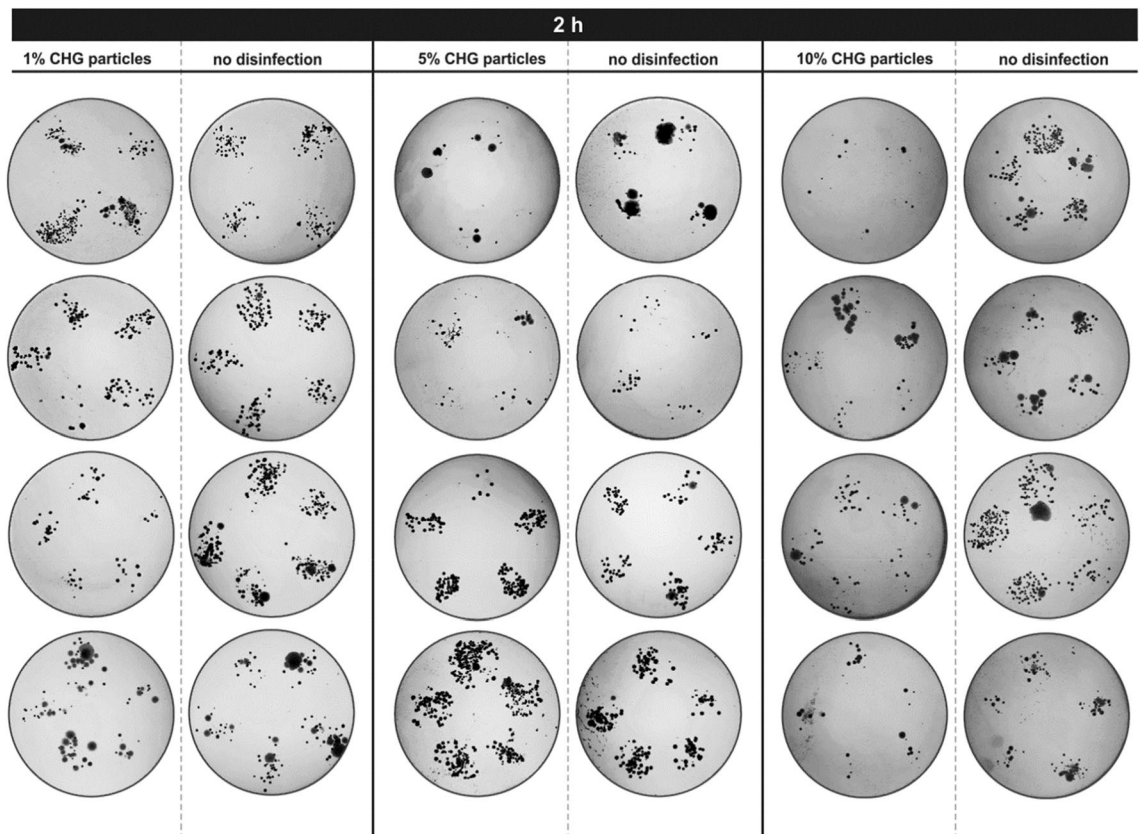 2 h
1% CHG particles
no disinfection
5% CHG particles
no disinfection
10% CHG particles
no disinfection